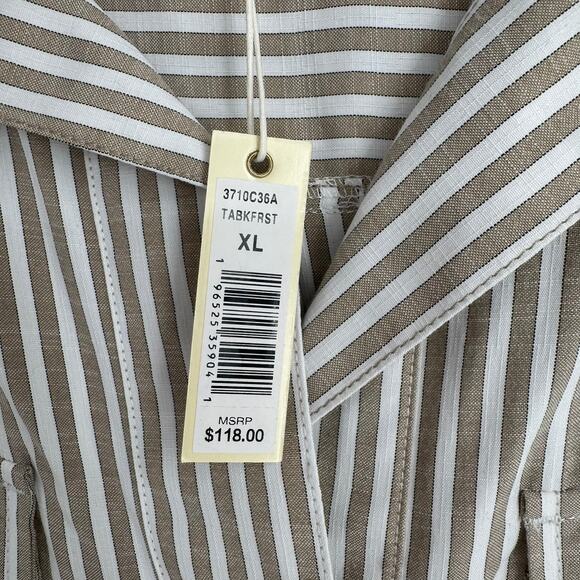 3710C36A
TABKFRST
XL
1 96525 35904 1
MSRP
$118.00